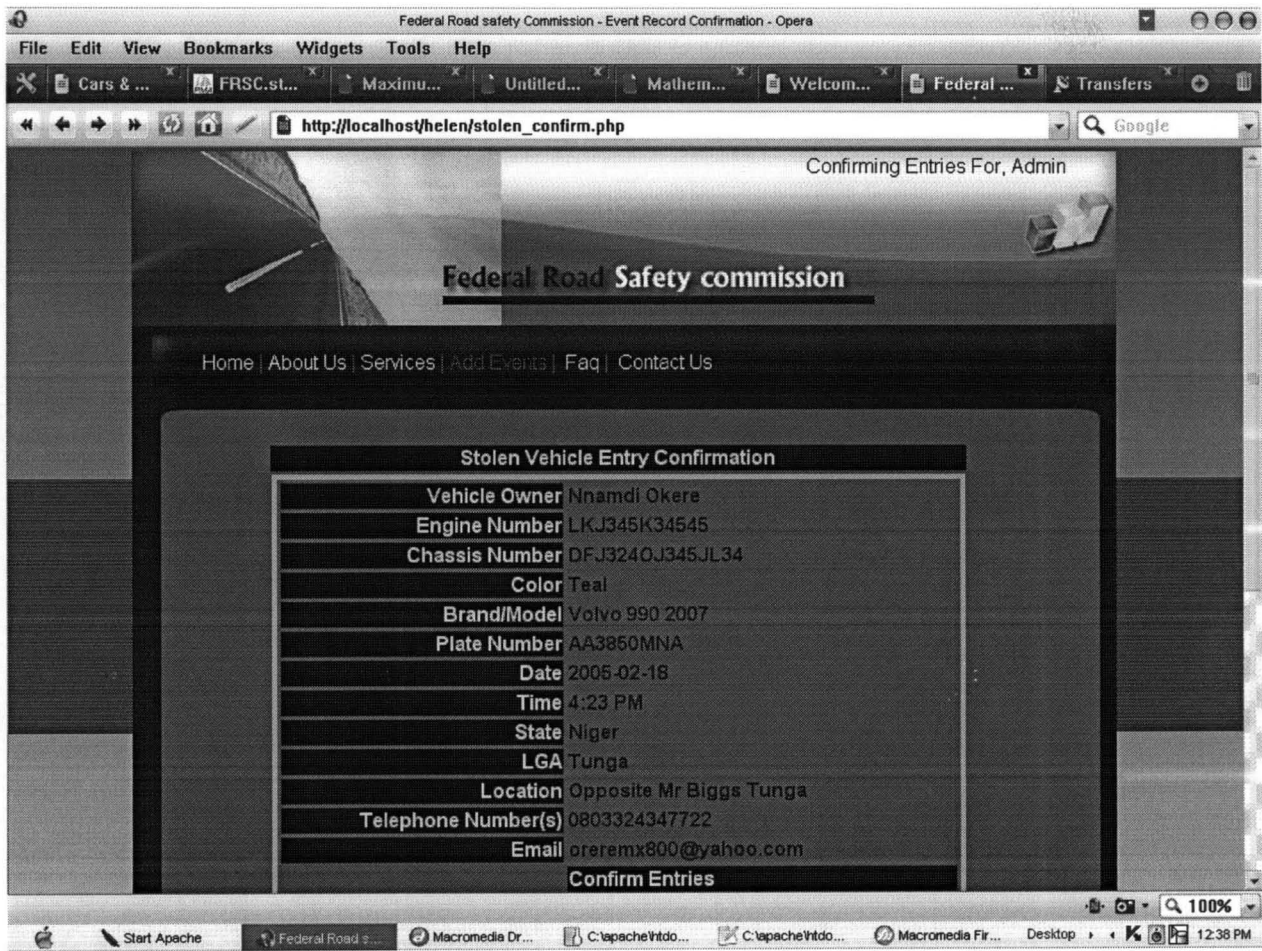 Federal Road safety Commission - Event Record Confirmation - Opera
File Edit View Bookmarks Widgets Tools Help
Cars & ... FRSC.st... Maximu... Untitled... Mathem... Welcom... Federal ... Transfers
http://localhost/helen/stolen_confirm.php Google
Confirming Entries For, Admin
Federal Road Safety commission
Home | About Us | Services | Add Events | Faq | Contact Us
Stolen Vehicle Entry Confirmation
Vehicle Owner Nnamdi Okere
Engine Number LKJ345K34545
Chassis Number DFJ324OJ345JL34
Color Teal
Brand/Model Volvo 990 2007
Plate Number AA3850MNA
Date 2005-02-18
Time 4:23 PM
State Niger
LGA Tunga
Location Opposite Mr Biggs Tunga
Telephone Number(s) 0803324347722
Email oreremx800@yahoo.com
Confirm Entries
100%
Start Apache Federal Road s... Macromedia Dr... C:\apache\htdo... C:\apache\htdo... Macromedia Fir... Desktop 12:38 PM